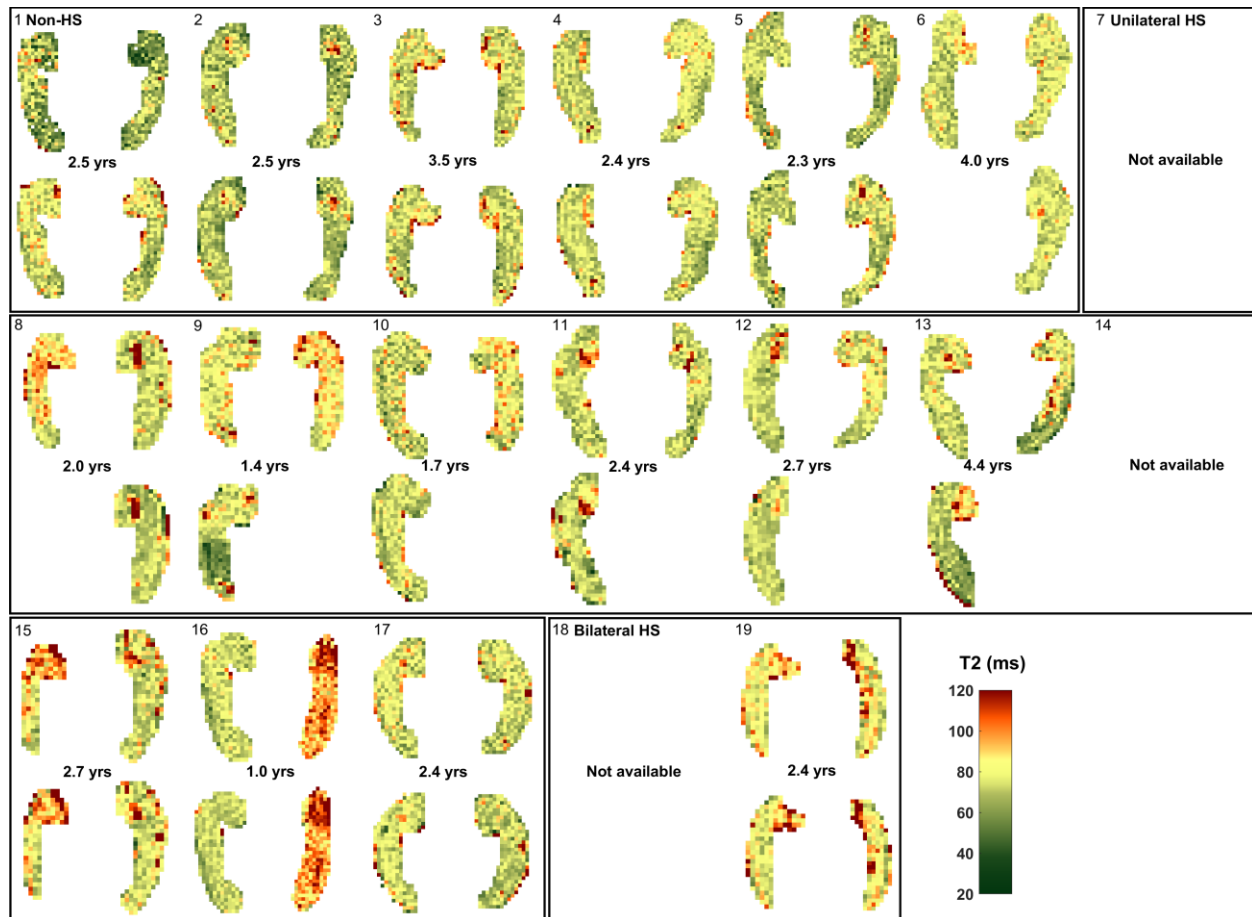 1 Non-HS 2 3 4 5 6 7 Unilateral HS
2.5 yrs 2.5 yrs 3.5 yrs 2.4 yrs 2.3 yrs 4.0 yrs Not available
8 9 10 11 12 13 14
2.0 yrs 1.4 yrs 1.7 yrs 2.4 yrs 2.7 yrs 4.4 yrs Not available
15 16 17 18 Bilateral HS 19
T2 (ms)
120
100
80
60
40
20
2.7 yrs 1.0 yrs 2.4 yrs Not available 2.4 yrs